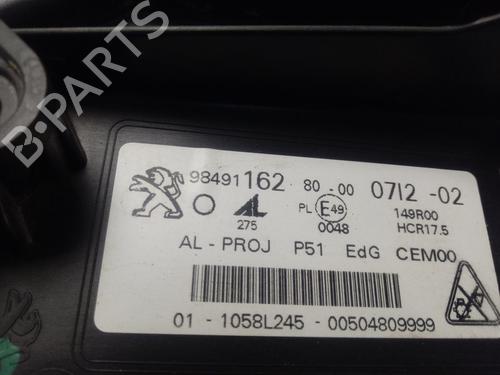 B-PARTS
98491162 80-00 07I2-02
AL 275 PL E49 0048 149R00 HCR17.5
AL-PROJ P51 EdG CEM00
01-1058L245-00504809999